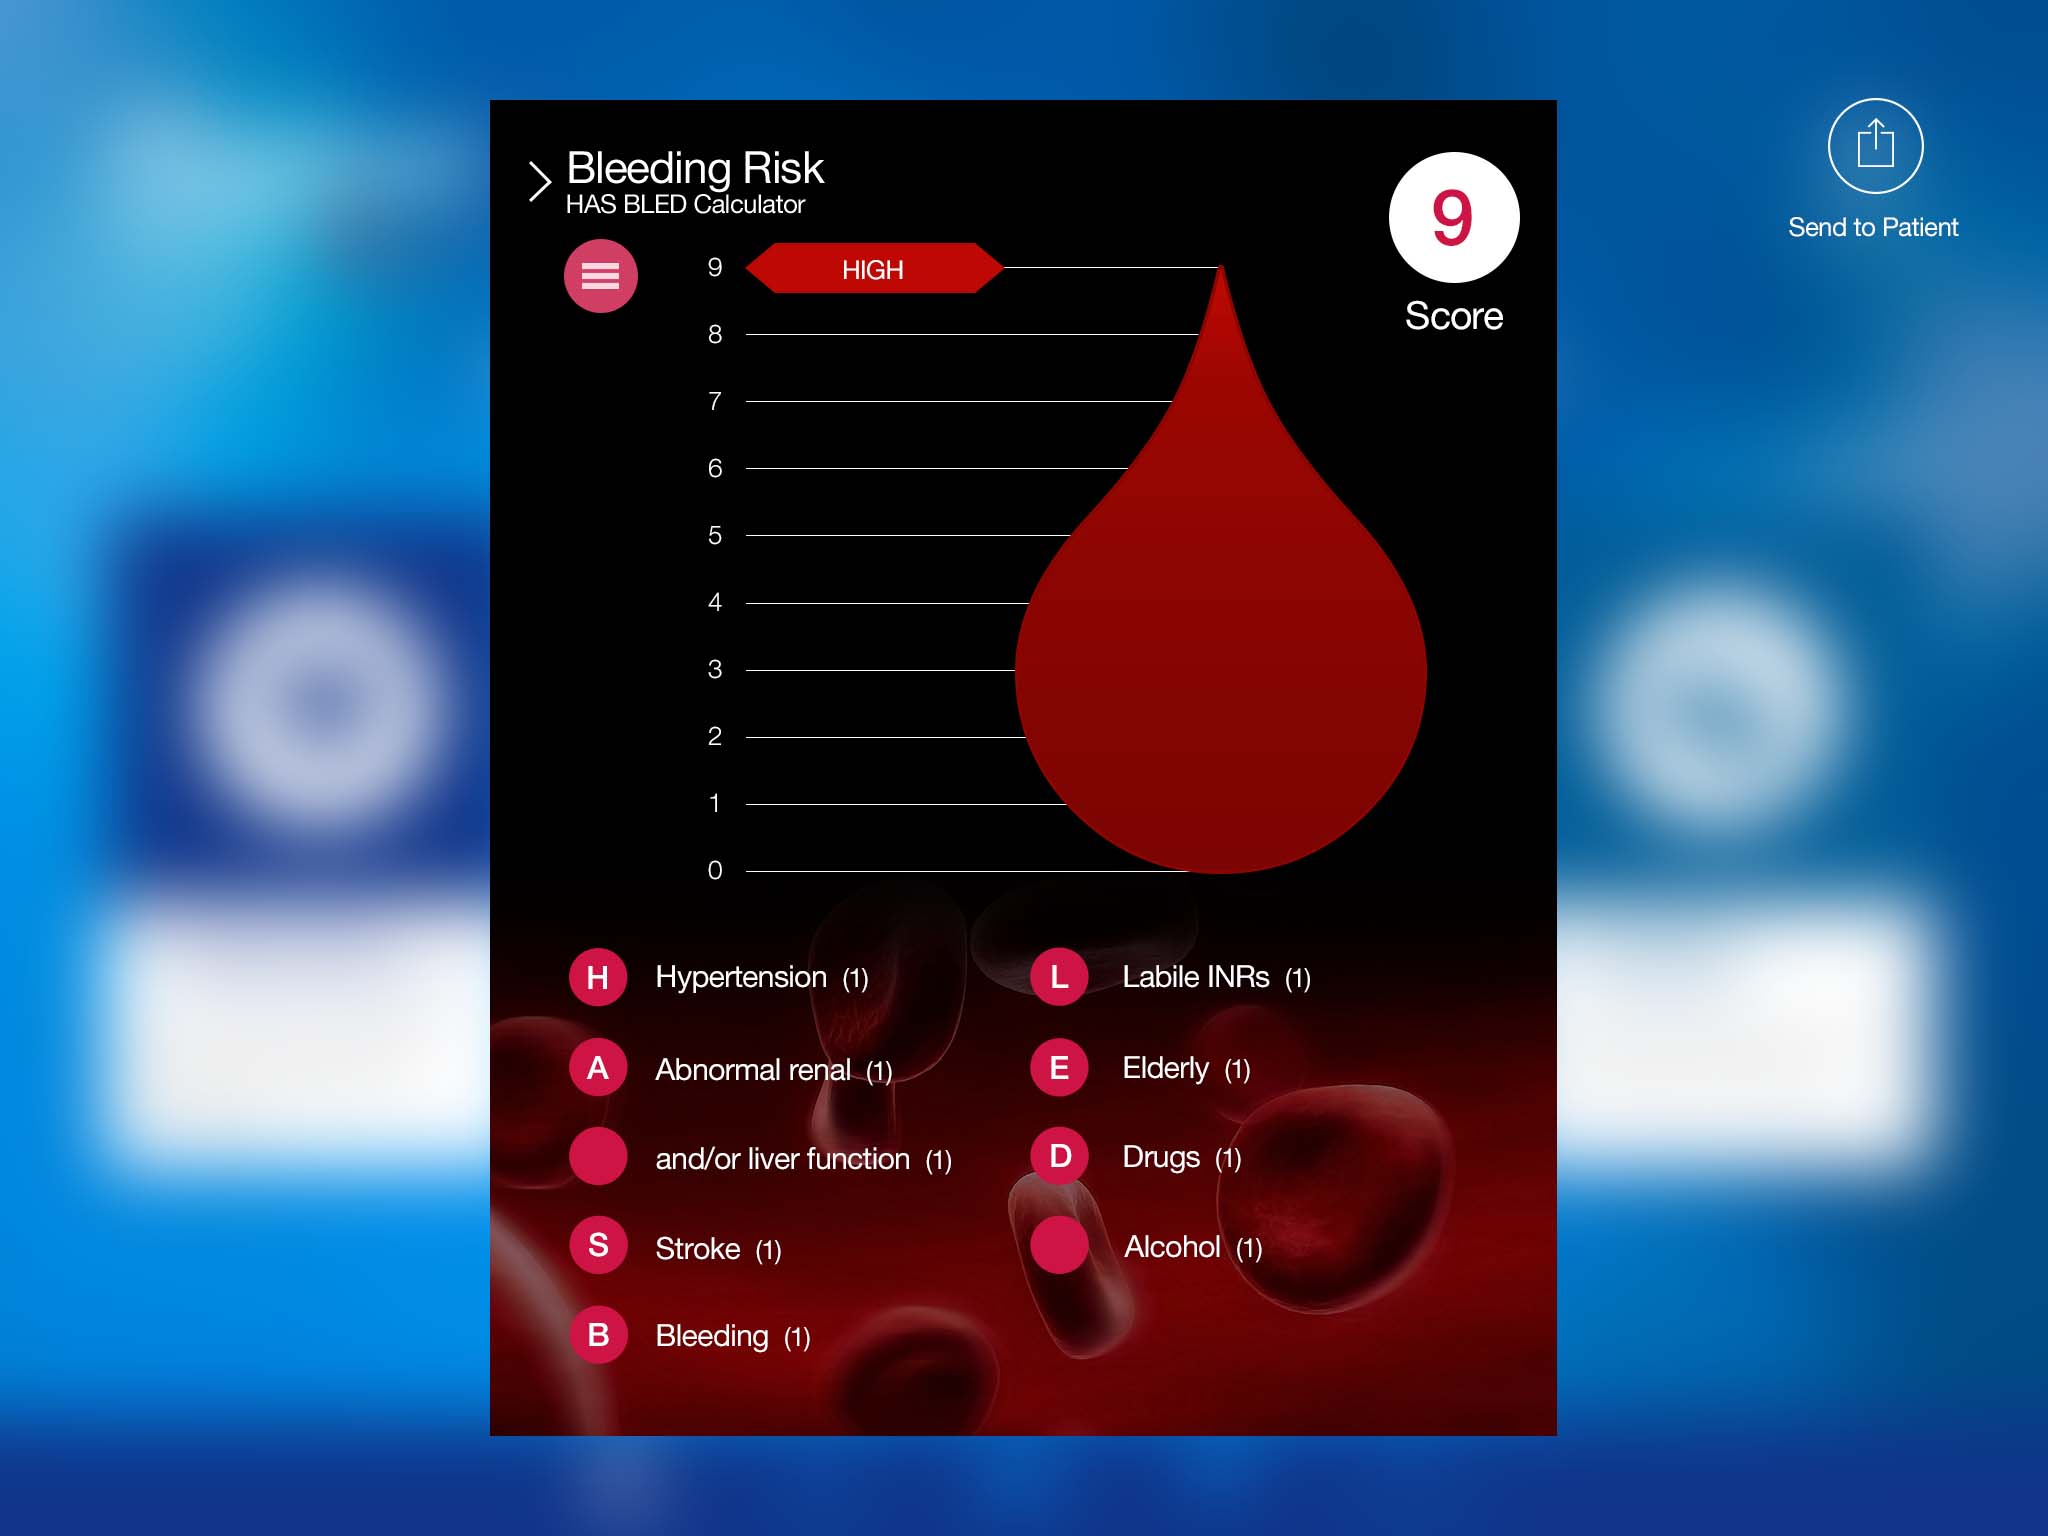 Bleeding Risk
HAS BLED Calculator
9
Score
Send to Patient
9
HIGH
8
7
6
5
4
3
2
1
0
H Hypertension (1)
A Abnormal renal (1)
and/or liver function (1)
S Stroke (1)
B Bleeding (1)
L Labile INRs (1)
E Elderly (1)
D Drugs (1)
Alcohol (1)